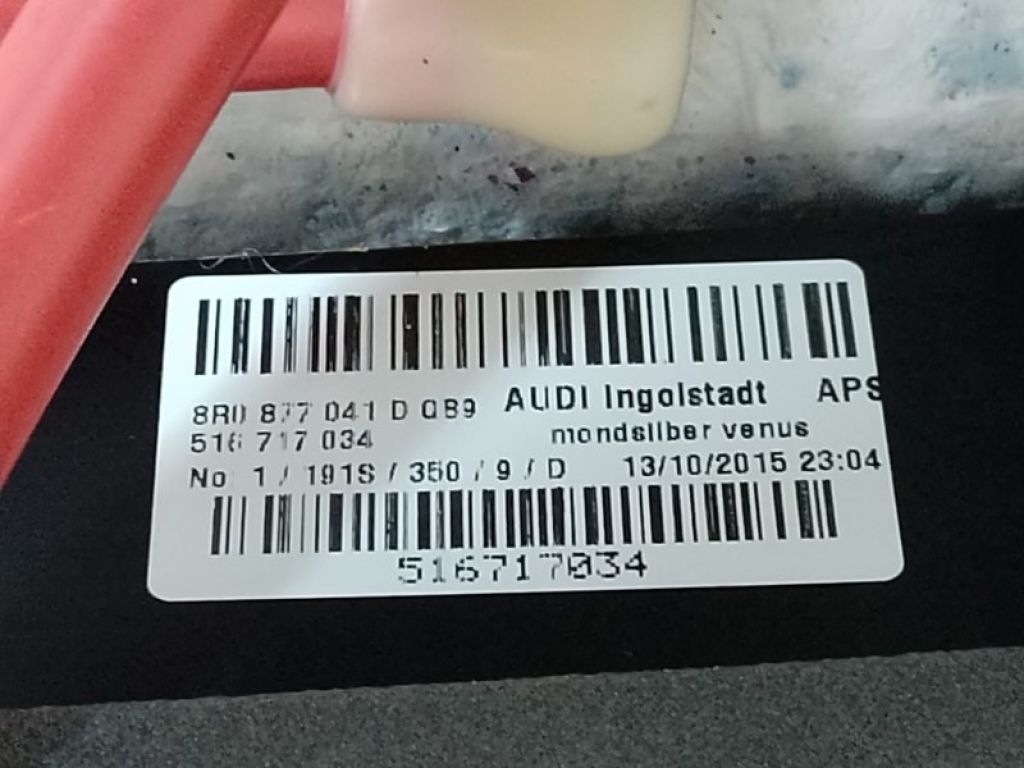 8R0 877 041 D QB9 AUDI Ingolstadt APS
516 717 034 mondsilber venus
No 1 / 191S / 350 / 9 / D 13/10/2015 23:04
516717034